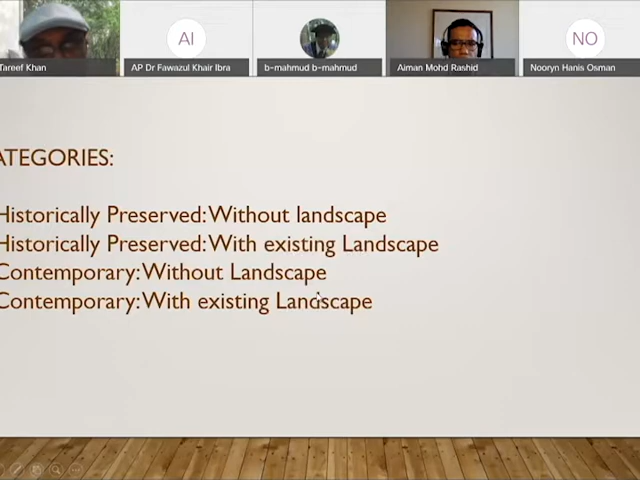 Tareef Khan
AI
AP Dr Fawazul Khair Ibra
b-mahmud b-mahmud
Aiman Mohd Rashid
NO
Nooryn Hanis Osman
ATEGORIES:
Historically Preserved: Without landscape
Historically Preserved: With existing Landscape
Contemporary: Without Landscape
Contemporary: With existing Landscape